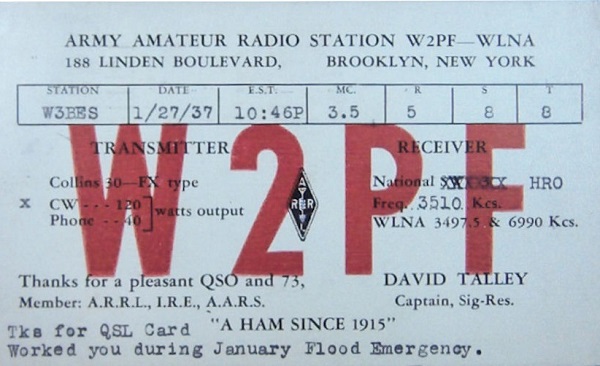 ARMY AMATEUR RADIO STATION W2PF—WLNA
188 LINDEN BOULEVARD, BROOKLYN, NEW YORK
STATION DATE E.S.T. MC. R S T
W3BES 1/27/37 10:46P 3.5 5 8 8
W2PF
TRANSMITTER RECEIVER
Collins 30—FX type National HRO
x CW - - - 120 watts output Freq. 3510 Kcs.
Phone - - 40 WLNA 3497.5 & 6990 Kcs.
A
R R
L
Thanks for a pleasant QSO and 73, DAVID TALLEY
Member: A.R.R.L., I.R.E., A.A.R.S. Captain, Sig-Res.
"A HAM SINCE 1915"
Tks for QSL Card
Worked you during January Flood Emergency.